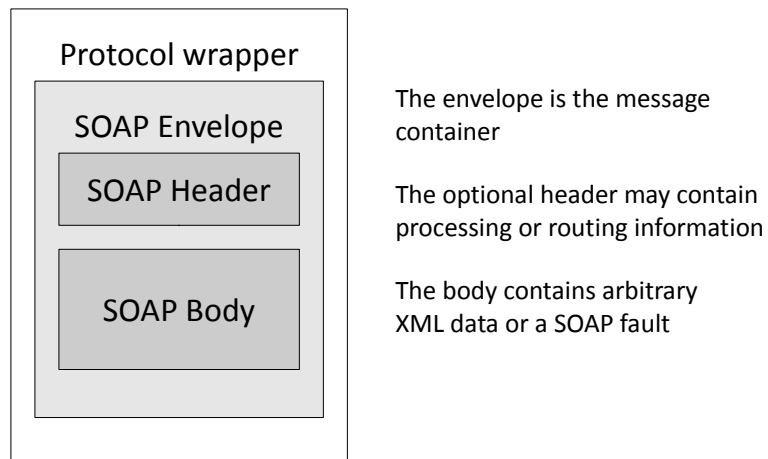 Protocol wrapper
SOAP Envelope
SOAP Header
SOAP Body
The envelope is the message
container
The optional header may contain
processing or routing information
The body contains arbitrary
XML data or a SOAP fault